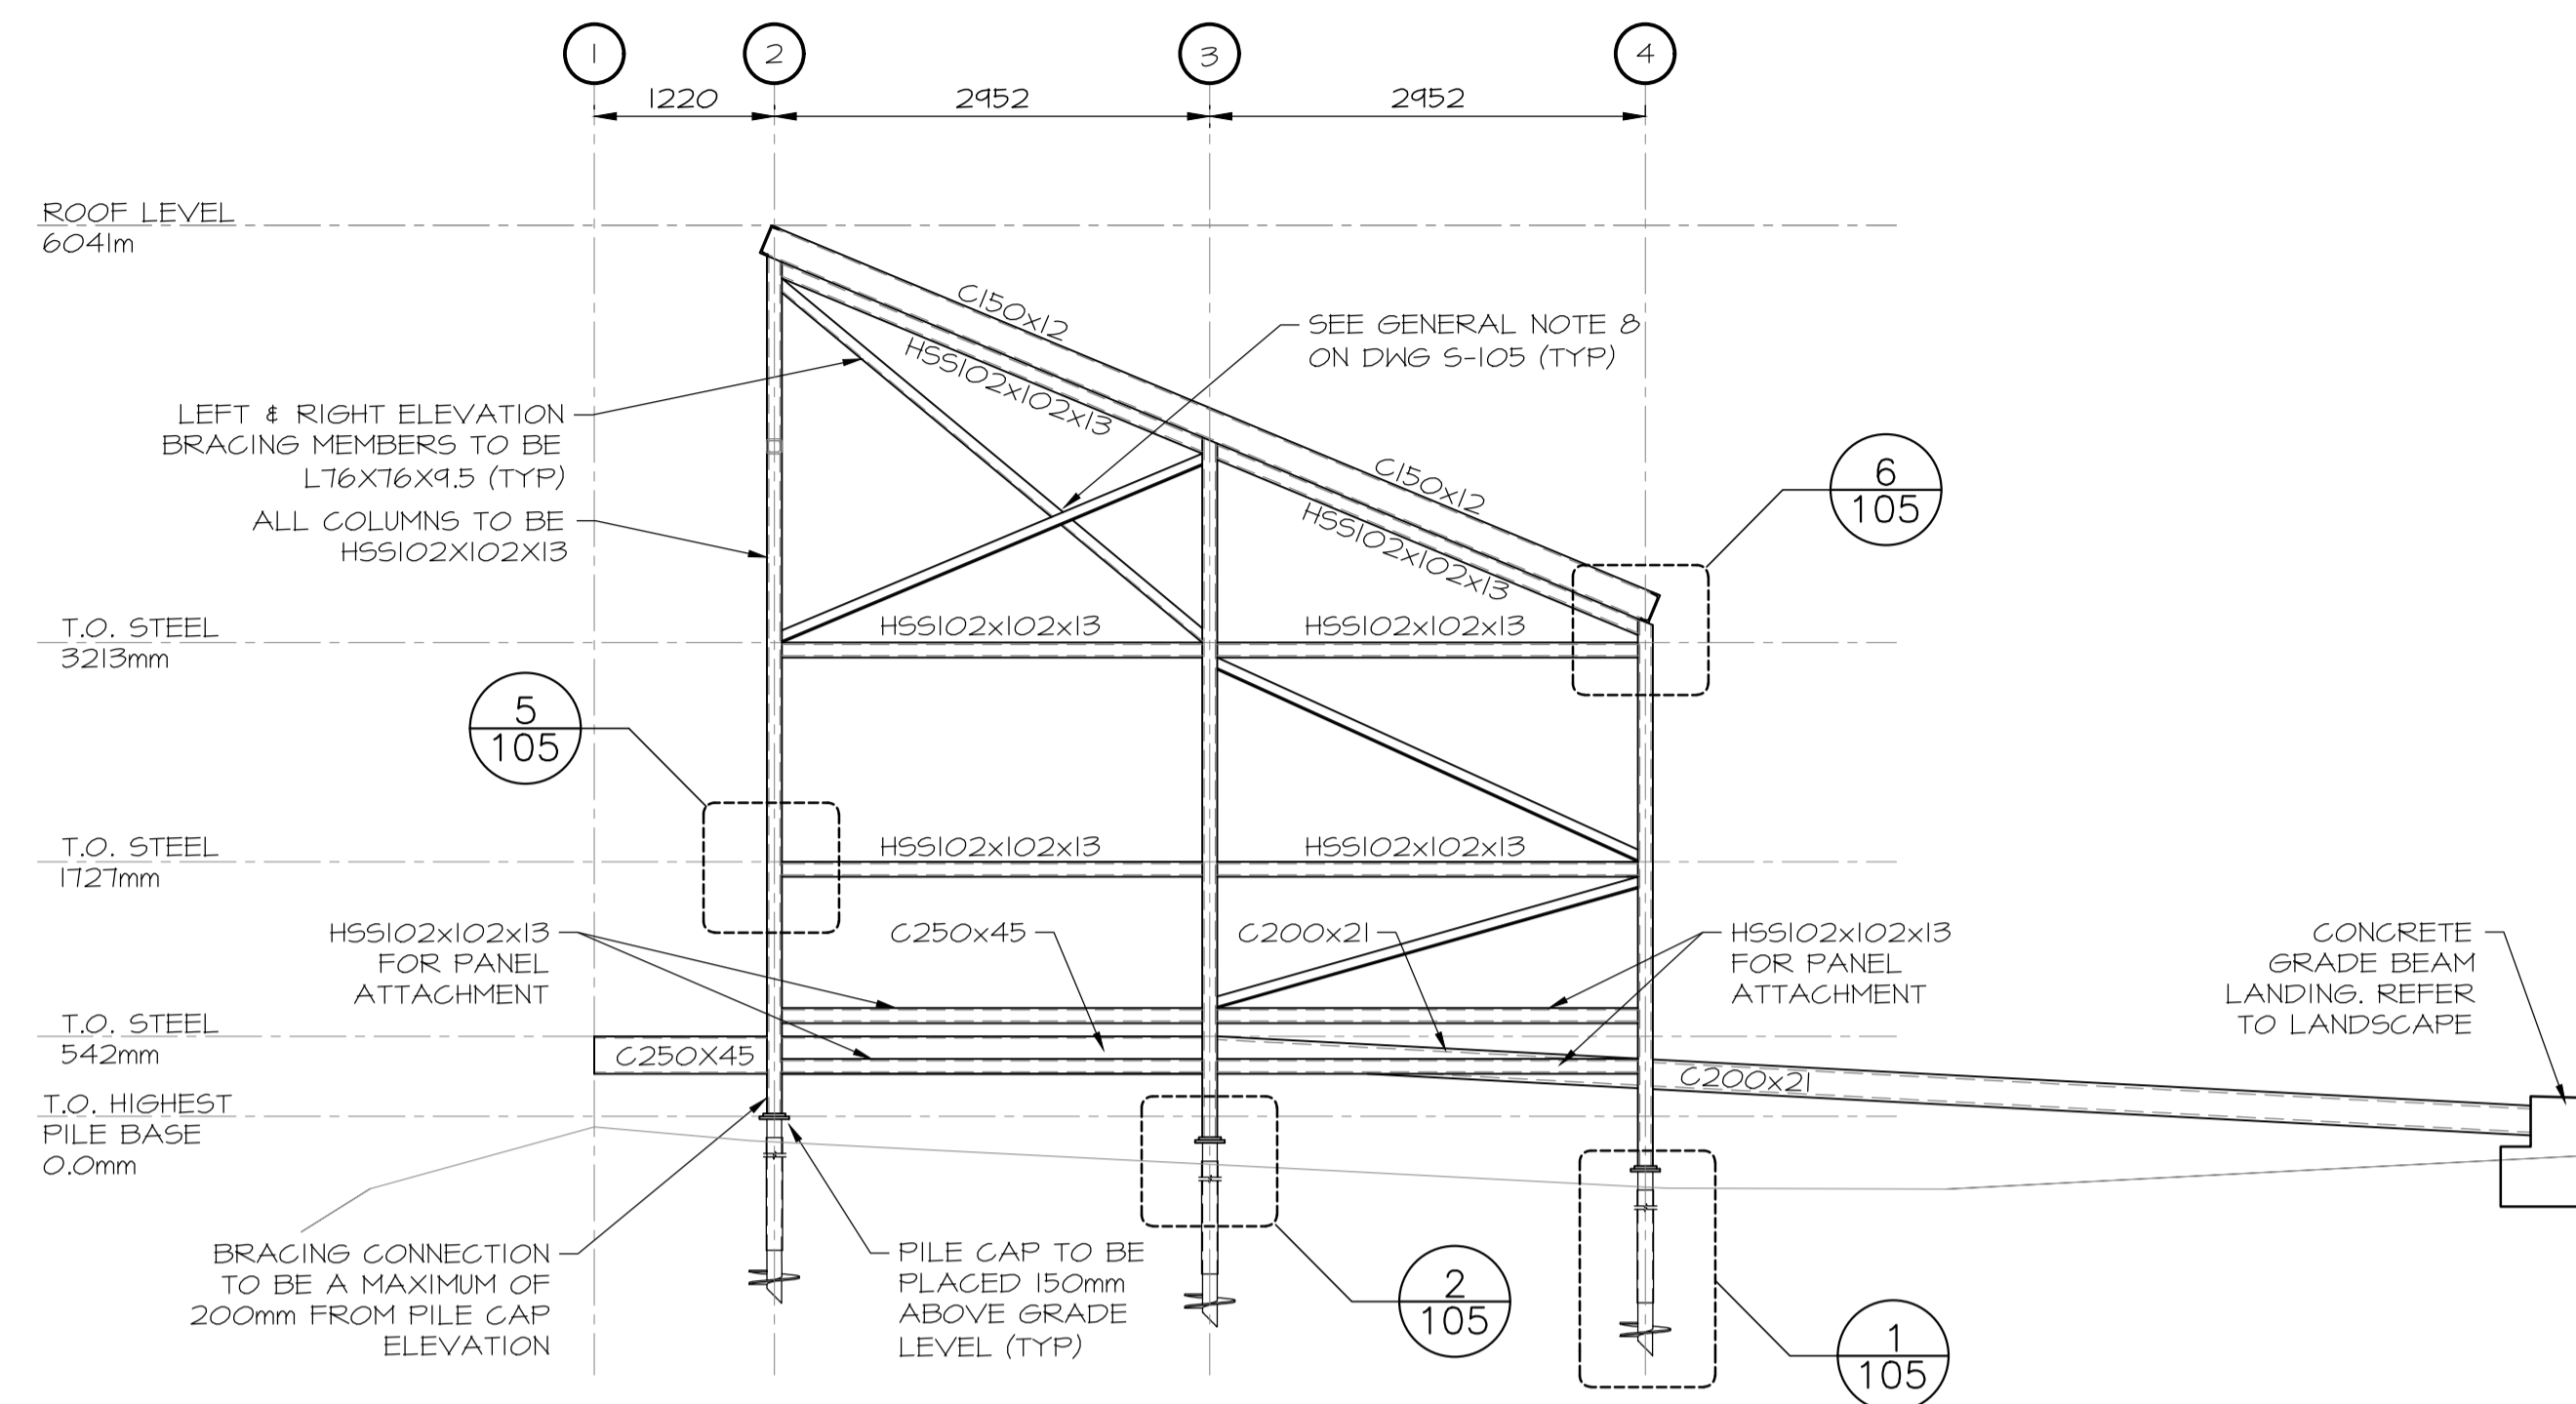 1
2
3
4
1220
2952
2952
ROOF LEVEL
6041m
C150x12
HSS102x102x13
SEE GENERAL NOTE 8
ON DWG S-105 (TYP)
LEFT & RIGHT ELEVATION
BRACING MEMBERS TO BE
L76X76X9.5 (TYP)
ALL COLUMNS TO BE
HSS102X102X13
C150x12
HSS102x102x13
6
105
T.O. STEEL
3213mm
HSS102x102x13
HSS102x102x13
5
105
T.O. STEEL
1727mm
HSS102x102x13
HSS102x102x13
HSS102x102x13
FOR PANEL
ATTACHMENT
C250x45
C200x21
HSS102x102x13
FOR PANEL
ATTACHMENT
CONCRETE
GRADE BEAM
LANDING. REFER
TO LANDSCAPE
T.O. STEEL
542mm
C250X45
C200x21
T.O. HIGHEST
PILE BASE
0.0mm
BRACING CONNECTION
TO BE A MAXIMUM OF
200mm FROM PILE CAP
ELEVATION
PILE CAP TO BE
PLACED 150mm
ABOVE GRADE
LEVEL (TYP)
2
105
1
105